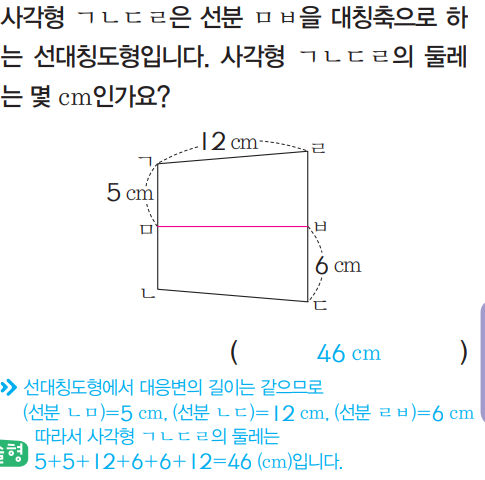 사각형 ㄱㄴㄷㄹ은 선분 ㅁㅂ을 대칭축으로 하
는 선대칭도형입니다. 사각형 ㄱㄴㄷㄹ의 둘레
는 몇 cm인가요?
12 cm
ㄱ
ㄹ
5 cm
ㅁ
ㅂ
6 cm
ㄴ
ㄷ
( 46 cm )
선대칭도형에서 대응변의 길이는 같으므로
(선분 ㄴㅁ)=5 cm, (선분 ㄴㄷ)=12 cm, (선분 ㄹㅂ)=6 cm
따라서 사각형 ㄱㄴㄷㄹ의 둘레는
5+5+12+6+6+12=46 (cm)입니다.